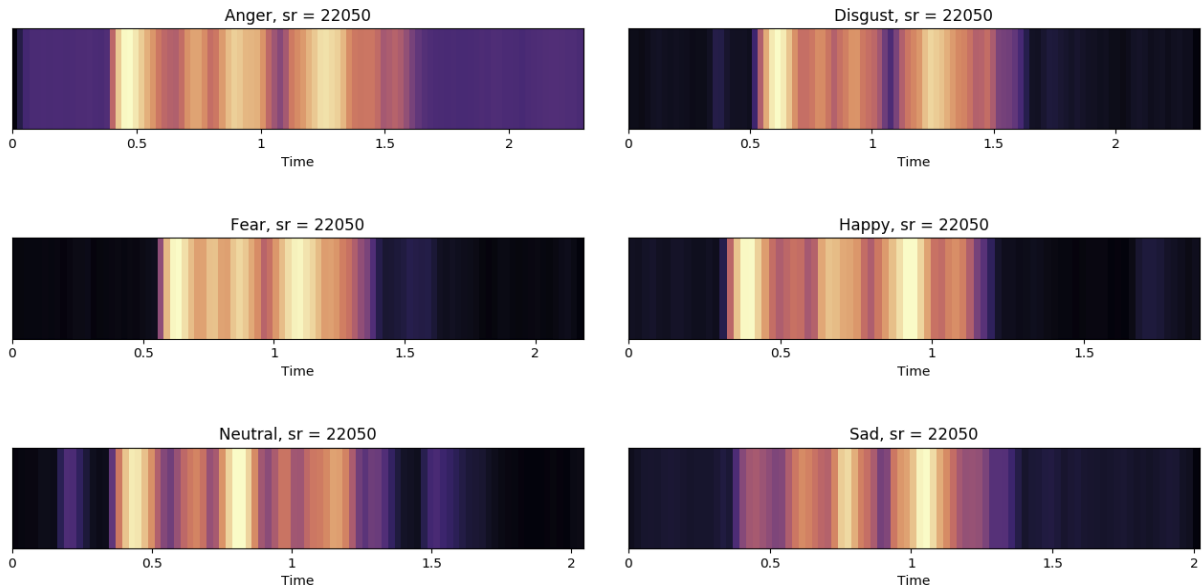 Anger, sr = 22050
0 0.5 1 1.5 2
Time
Disgust, sr = 22050
0 0.5 1 1.5 2
Time
Fear, sr = 22050
0 0.5 1 1.5 2
Time
Happy, sr = 22050
0 0.5 1 1.5
Time
Neutral, sr = 22050
0 0.5 1 1.5 2
Time
Sad, sr = 22050
0 0.5 1 1.5 2
Time